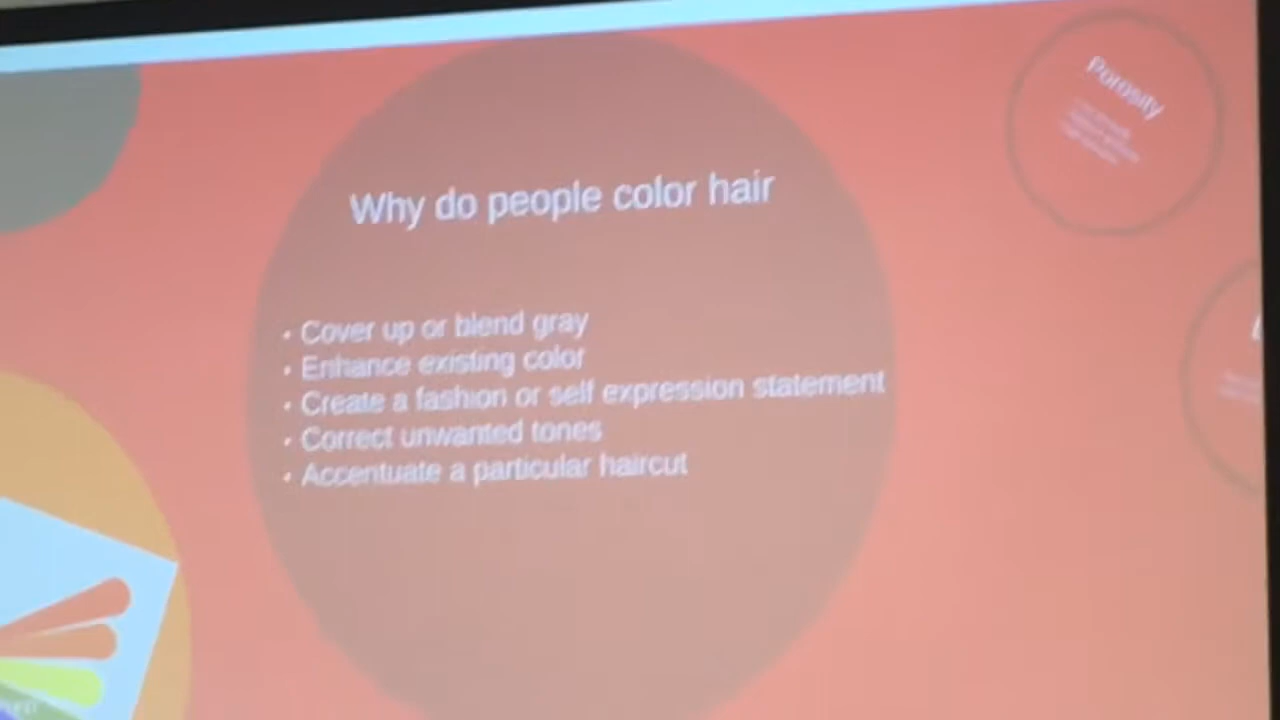 Why do people color hair
• Cover up or blend gray
• Enhance existing color
• Create a fashion or self expression statement
• Correct unwanted tones
• Accentuate a particular haircut
Porosity